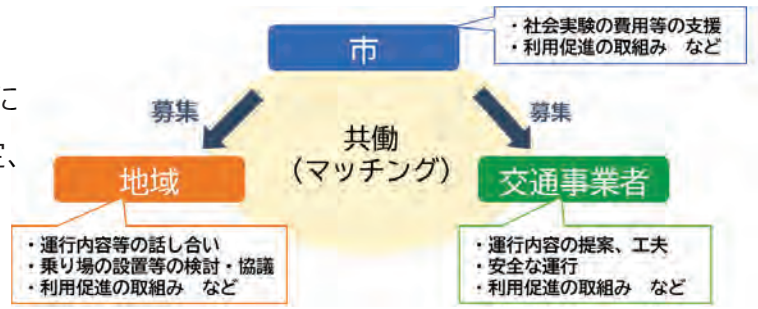 ・社会実験の費用等の支援
・利用促進の取組み　など
市
に
募集
募集
共働
（マッチング）
地域
交通事業者
・運行内容等の話し合い
・乗り場の設置等の検討・協議
・利用促進の取組み　など
・運行内容の提案、工夫
・安全な運行
・利用促進の取組み　など